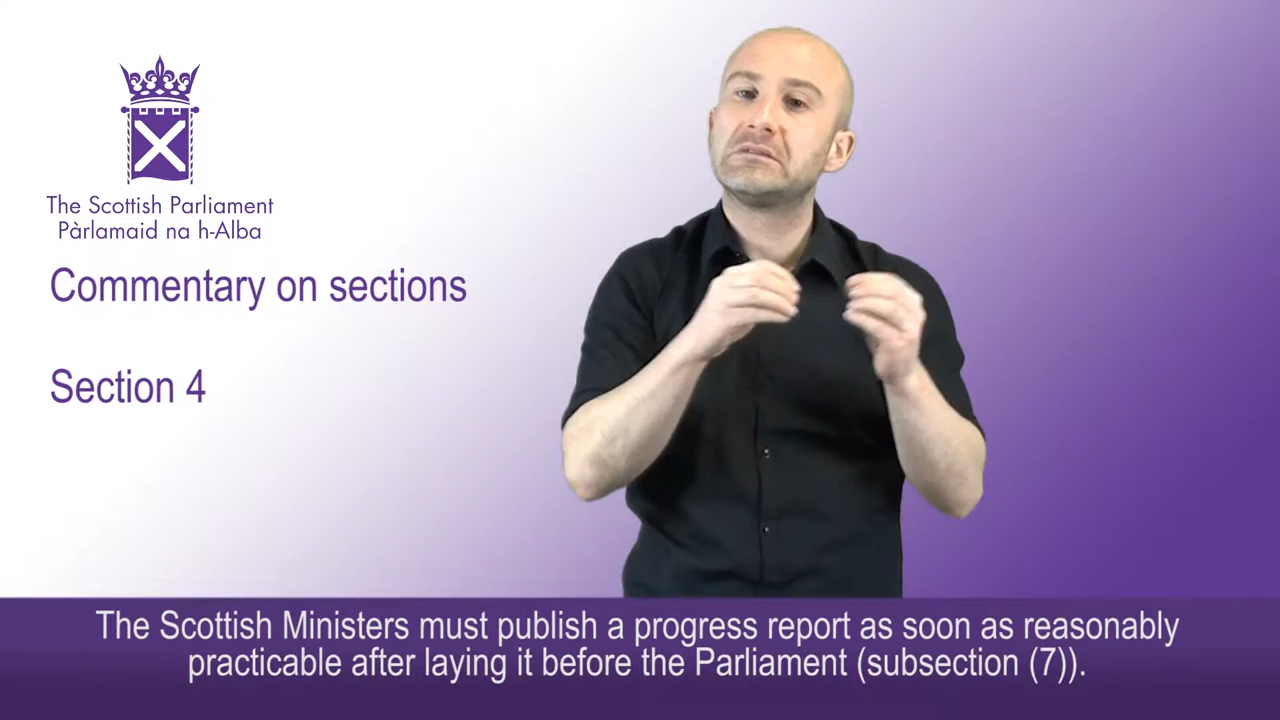 The Scottish Parliament
Pàrlamaid na h-Alba
Commentary on sections
Section 4
The Scottish Ministers must publish a progress report as soon as reasonably
practicable after laying it before the Parliament (subsection (7)).